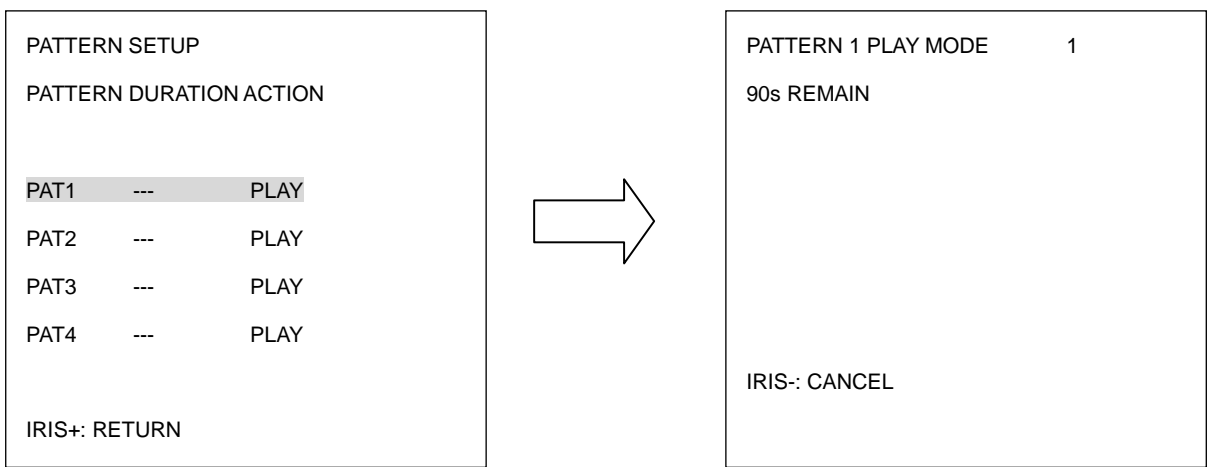 PATTERN SETUP
PATTERN DURATION ACTION
PAT1 --- PLAY
PAT2 --- PLAY
PAT3 --- PLAY
PAT4 --- PLAY
IRIS+: RETURN
PATTERN 1 PLAY MODE 1
90s REMAIN
IRIS-: CANCEL